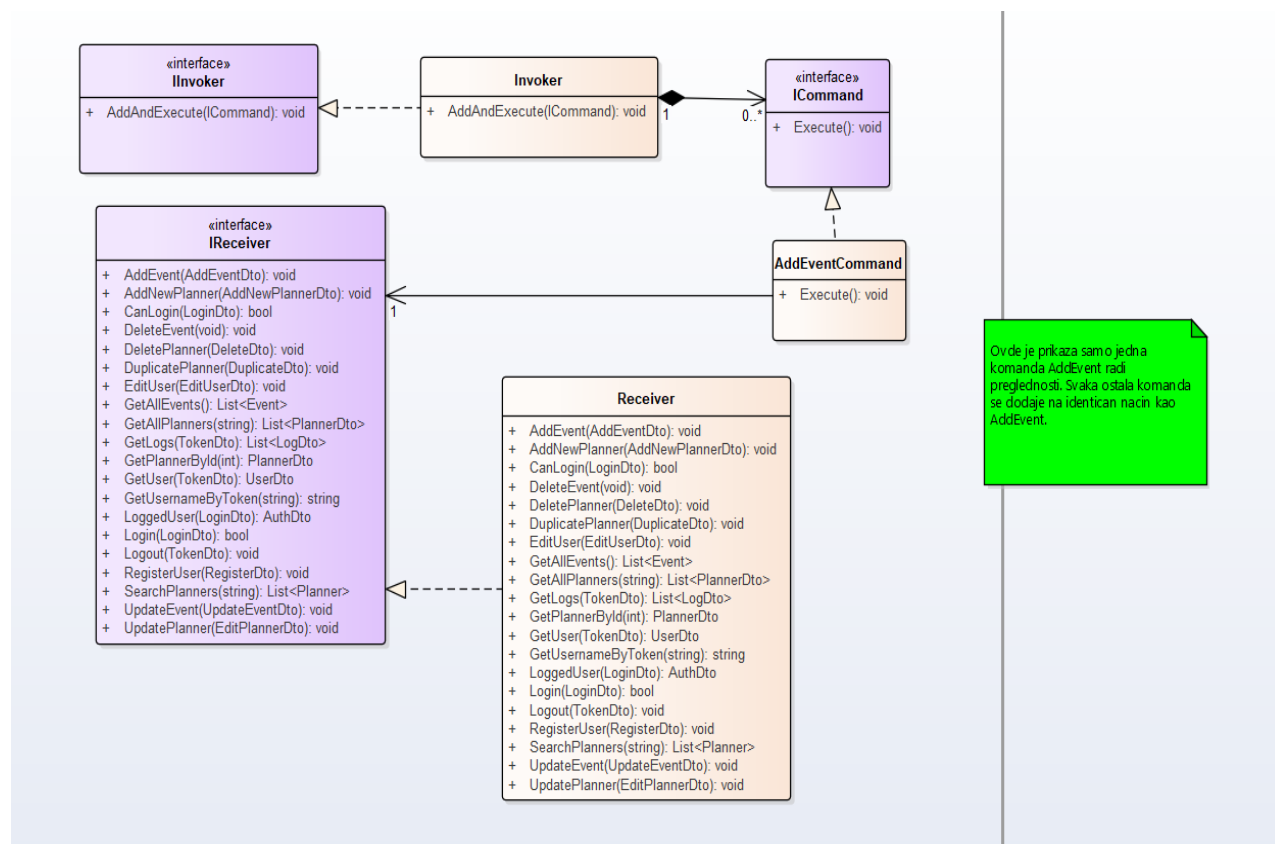 «interface»
IInvoker
+ AddAndExecute(ICommand): void
Invoker
+ AddAndExecute(ICommand): void
1
0..*
«interface»
ICommand
+ Execute(): void
«interface»
IReceiver
+ AddEvent(AddEventDto): void
+ AddNewPlanner(AddNewPlannerDto): void
+ CanLogin(LoginDto): bool
+ DeleteEvent(void): void
+ DeletePlanner(DeleteDto): void
+ DuplicatePlanner(DuplicateDto): void
+ EditUser(EditUserDto): void
+ GetAllEvents(): List<Event>
+ GetAllPlanners(string): List<PlannerDto>
+ GetLogs(TokenDto): List<LogDto>
+ GetPlannerById(int): PlannerDto
+ GetUser(TokenDto): UserDto
+ GetUsernameByToken(string): string
+ LoggedUser(LoginDto): AuthDto
+ Login(LoginDto): bool
+ Logout(TokenDto): void
+ RegisterUser(RegisterDto): void
+ SearchPlanners(string): List<Planner>
+ UpdateEvent(UpdateEventDto): void
+ UpdatePlanner(EditPlannerDto): void
1
AddEventCommand
+ Execute(): void
Receiver
+ AddEvent(AddEventDto): void
+ AddNewPlanner(AddNewPlannerDto): void
+ CanLogin(LoginDto): bool
+ DeleteEvent(void): void
+ DeletePlanner(DeleteDto): void
+ DuplicatePlanner(DuplicateDto): void
+ EditUser(EditUserDto): void
+ GetAllEvents(): List<Event>
+ GetAllPlanners(string): List<PlannerDto>
+ GetLogs(TokenDto): List<LogDto>
+ GetPlannerById(int): PlannerDto
+ GetUser(TokenDto): UserDto
+ GetUsernameByToken(string): string
+ LoggedUser(LoginDto): AuthDto
+ Login(LoginDto): bool
+ Logout(TokenDto): void
+ RegisterUser(RegisterDto): void
+ SearchPlanners(string): List<Planner>
+ UpdateEvent(UpdateEventDto): void
+ UpdatePlanner(EditPlannerDto): void
Ovde je prikaza samo jedna
komanda AddEvent radi
preglednosti. Svaka ostala komanda
se dodaje na identican nacin kao
AddEvent.